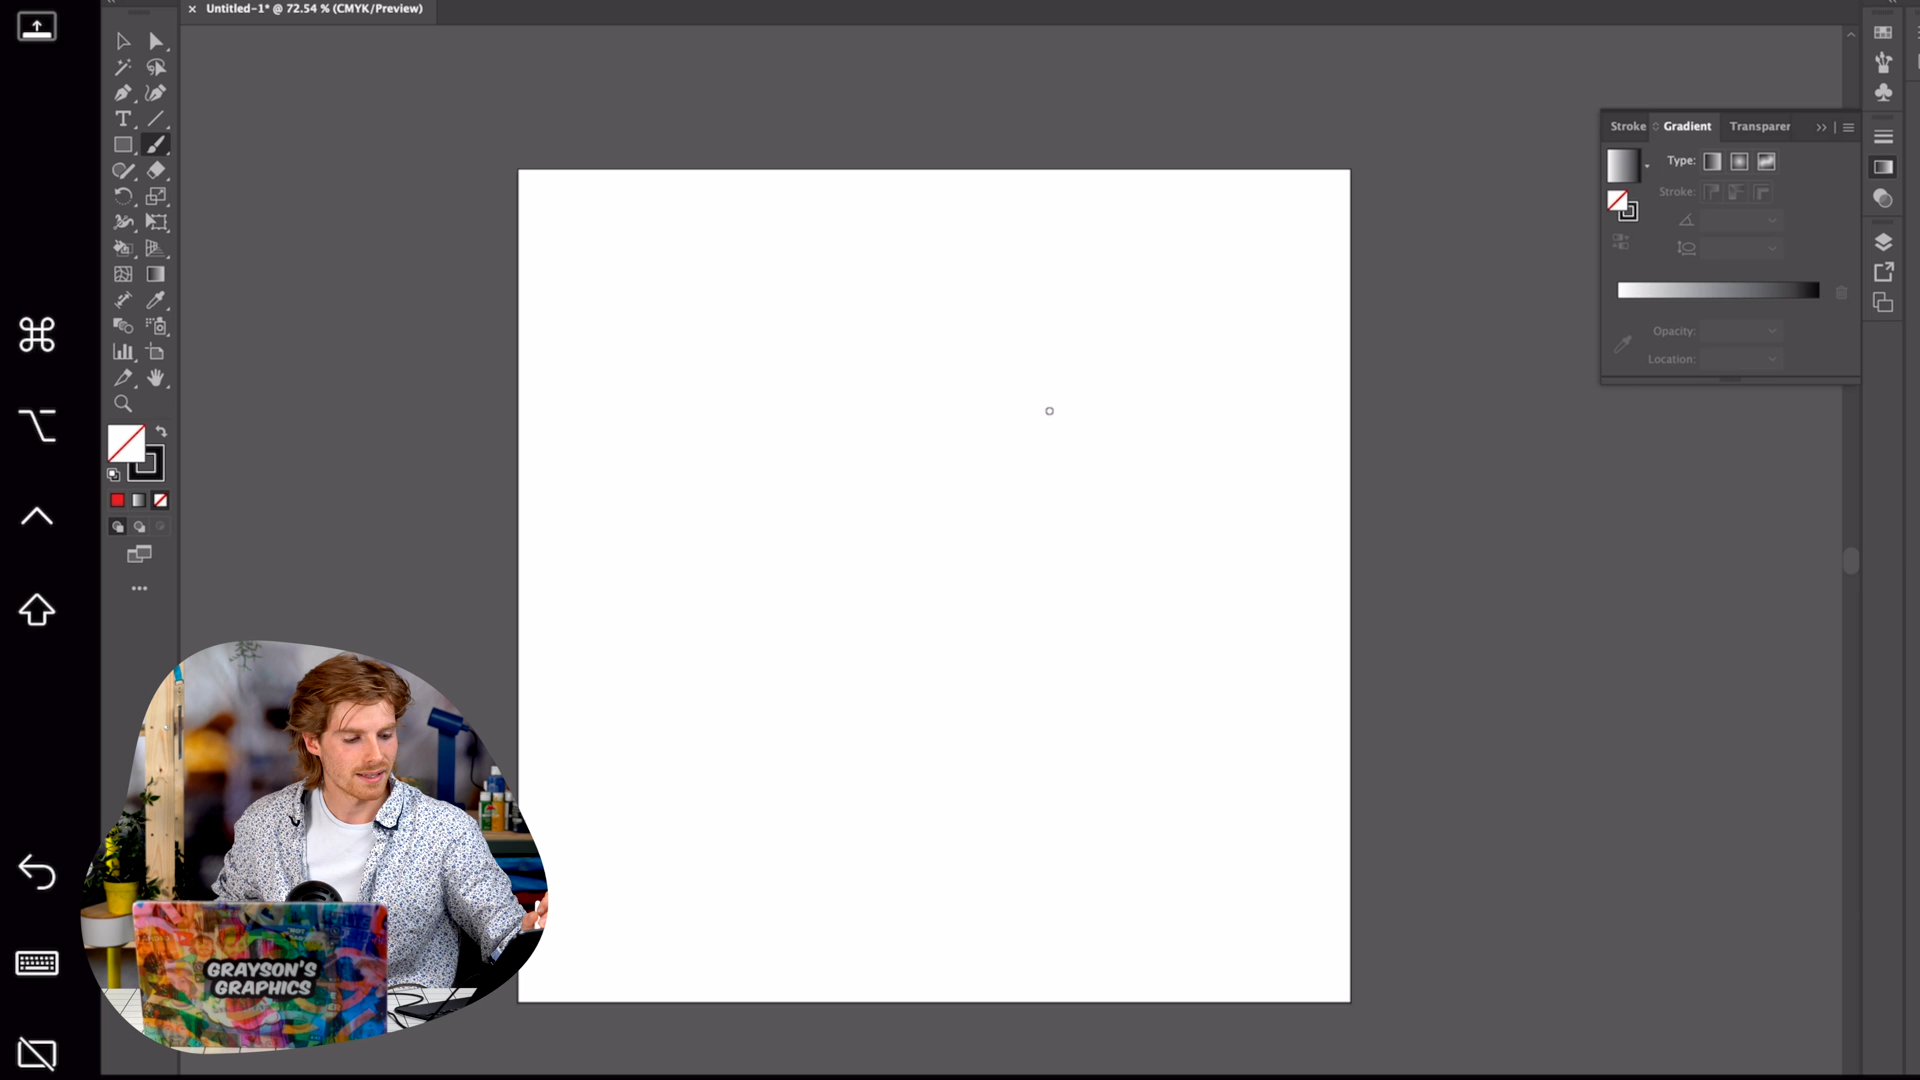 Untitled-1* @ 72.54 % (CMYK/Preview)
Stroke
Gradient
Transparer
Type:
Stroke:
Opacity:
Location:
GRAYSON'S
GRAPHICS